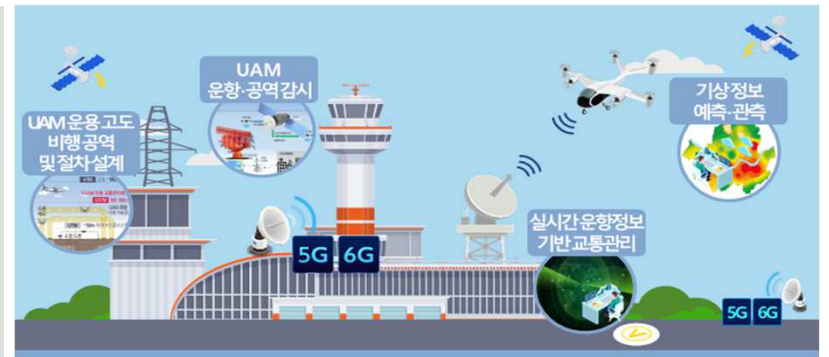 UAM
운항·공역 감시
UAM 운용 고도
비행 공역
및 절차 설계
기상 정보
예측·관측
실시간 운항정보
기반 교통관리
5G 6G
5G 6G